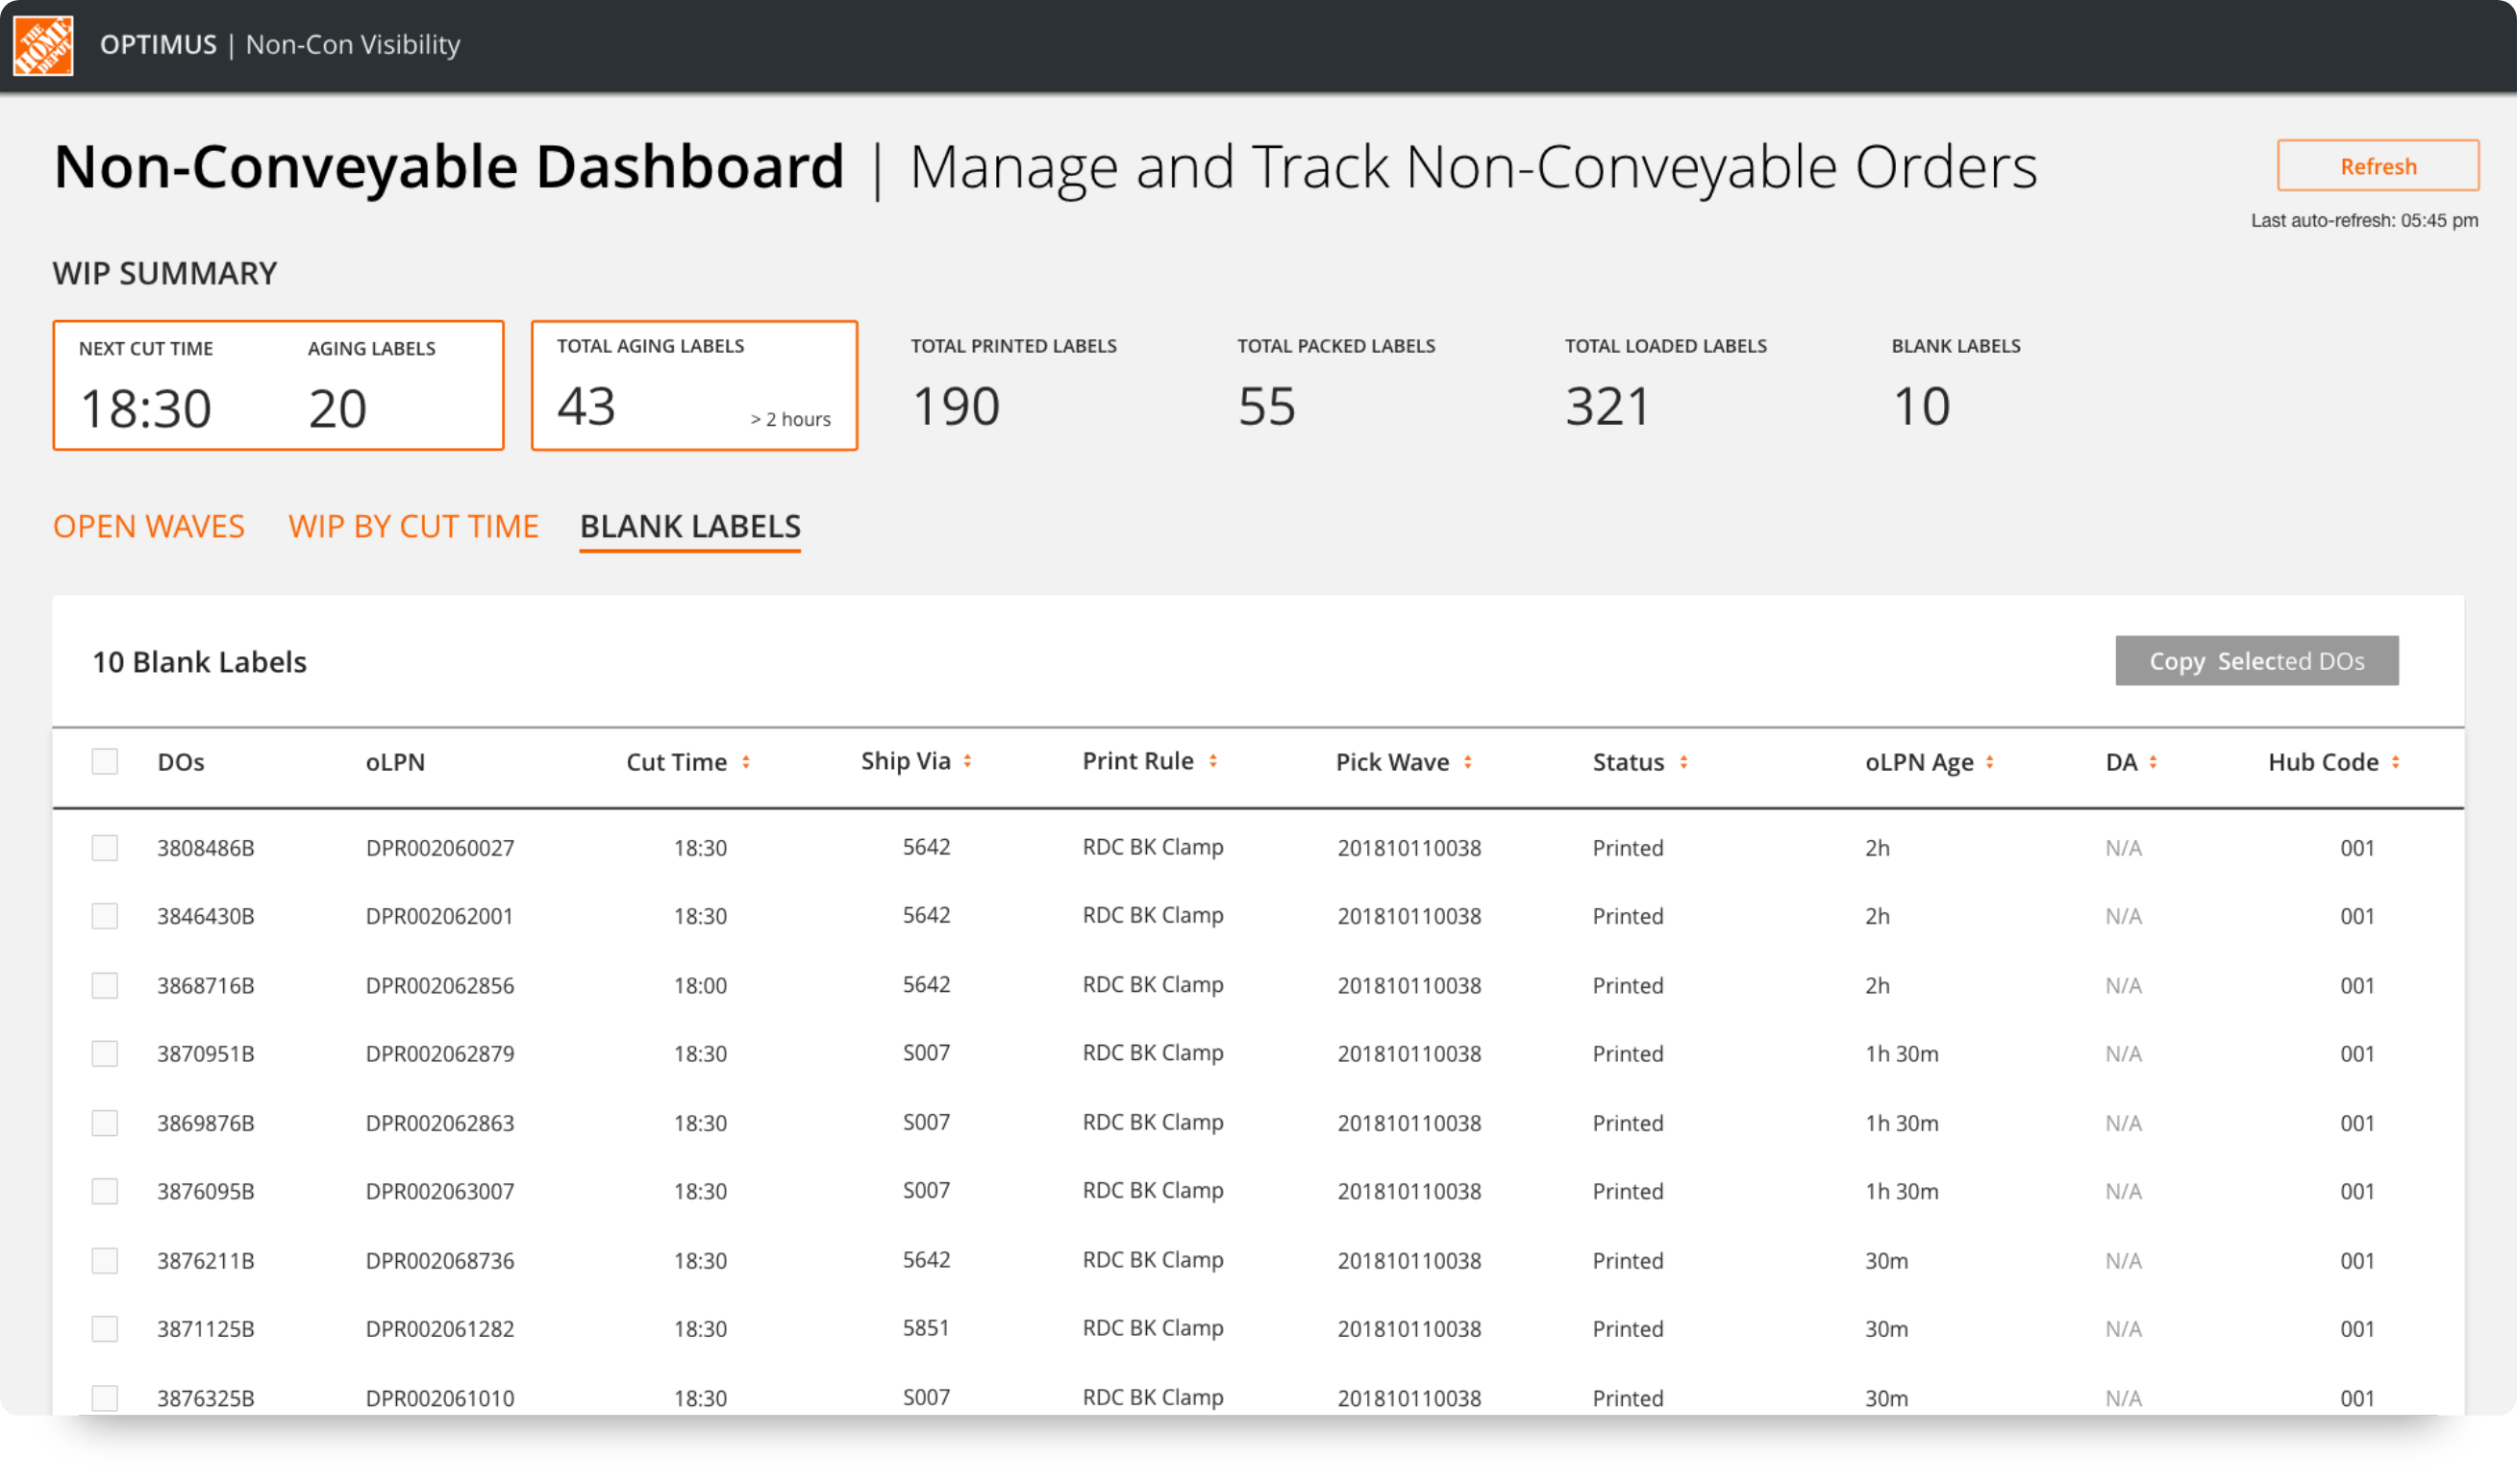 THE HOME DEPOT
OPTIMUS | Non-Con Visibility
Non-Conveyable Dashboard | Manage and Track Non-Conveyable Orders
Refresh
Last auto-refresh: 05:45 pm
WIP SUMMARY
NEXT CUT TIME AGING LABELS TOTAL AGING LABELS TOTAL PRINTED LABELS TOTAL PACKED LABELS TOTAL LOADED LABELS BLANK LABELS
18:30 20 43 > 2 hours 190 55 321 10
OPEN WAVES WIP BY CUT TIME BLANK LABELS
10 Blank Labels Copy Selected DOs
DOs oLPN Cut Time Ship Via Print Rule Pick Wave Status oLPN Age DA Hub Code
3808486B DPR002060027 18:30 5642 RDC BK Clamp 201810110038 Printed 2h N/A 001
3846430B DPR002062001 18:30 5642 RDC BK Clamp 201810110038 Printed 2h N/A 001
3868716B DPR002062856 18:00 5642 RDC BK Clamp 201810110038 Printed 2h N/A 001
3870951B DPR002062879 18:30 S007 RDC BK Clamp 201810110038 Printed 1h 30m N/A 001
3869876B DPR002062863 18:30 S007 RDC BK Clamp 201810110038 Printed 1h 30m N/A 001
3876095B DPR002063007 18:30 S007 RDC BK Clamp 201810110038 Printed 1h 30m N/A 001
3876211B DPR002068736 18:30 5642 RDC BK Clamp 201810110038 Printed 30m N/A 001
3871125B DPR002061282 18:30 5851 RDC BK Clamp 201810110038 Printed 30m N/A 001
3876325B DPR002061010 18:30 S007 RDC BK Clamp 201810110038 Printed 30m N/A 001